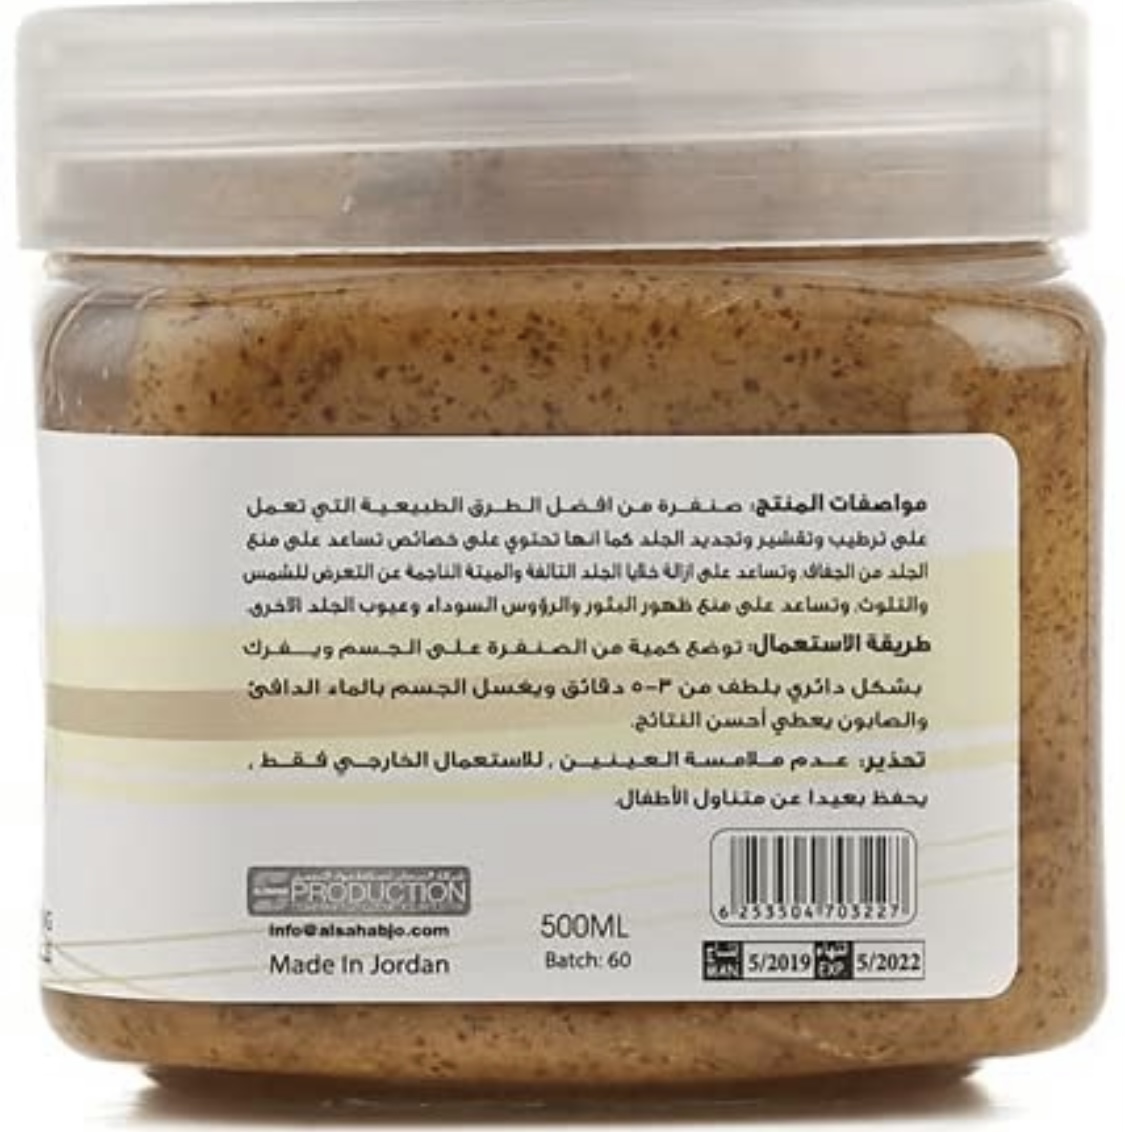 مواصفات المنتج: صنفرة من افضل الطرق الطبيعية التي تعمل
على ترطيب وتقشير وتجديد الجلد كما انها تحتوي على خصائص تساعد على منع
الجلد من الجفاف، وتساعد على ازالة خلايا الجلد التالفة والميتة الناجمة عن التعرض للشمس
والتلوث، وتساعد على منع ظهور البثور والرؤوس السوداء وعيوب الجلد الاخرى.
طريقة الاستعمال: توضع كمية من الصنفرة على الجسم ويفرك
بشكل دائري بلطف من ٣-٥ دقائق ويغسل الجسم بالماء الدافئ
والصابون يعطي أحسن النتائج.
تحذير: عدم ملامسة العينين , للاستعمال الخارجي فقط ,
يحفظ بعيدا عن متناول الأطفال.
PRODUCTION
info@alsahabjo.com
Made In Jordan
500ML
Batch: 60
6 253504 703227
5/2019 انتهاء EXP. 5/2022